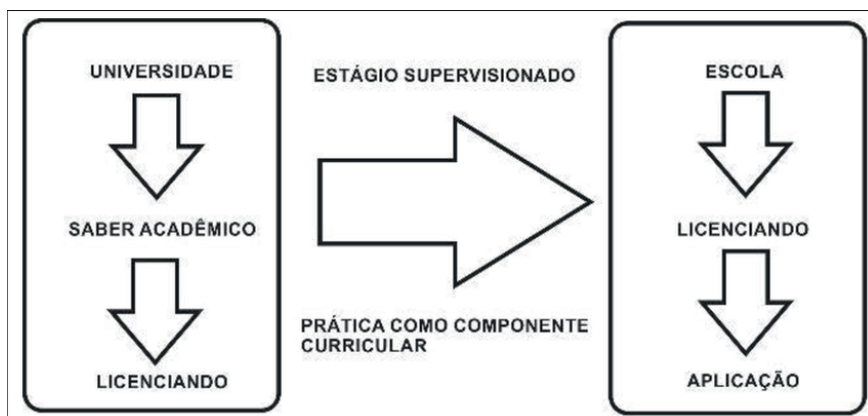 UNIVERSIDADE
SABER ACADÊMICO
LICENCIANDO
ESTÁGIO SUPERVISIONADO
PRÁTICA COMO COMPONENTE
CURRICULAR
ESCOLA
LICENCIANDO
APLICAÇÃO